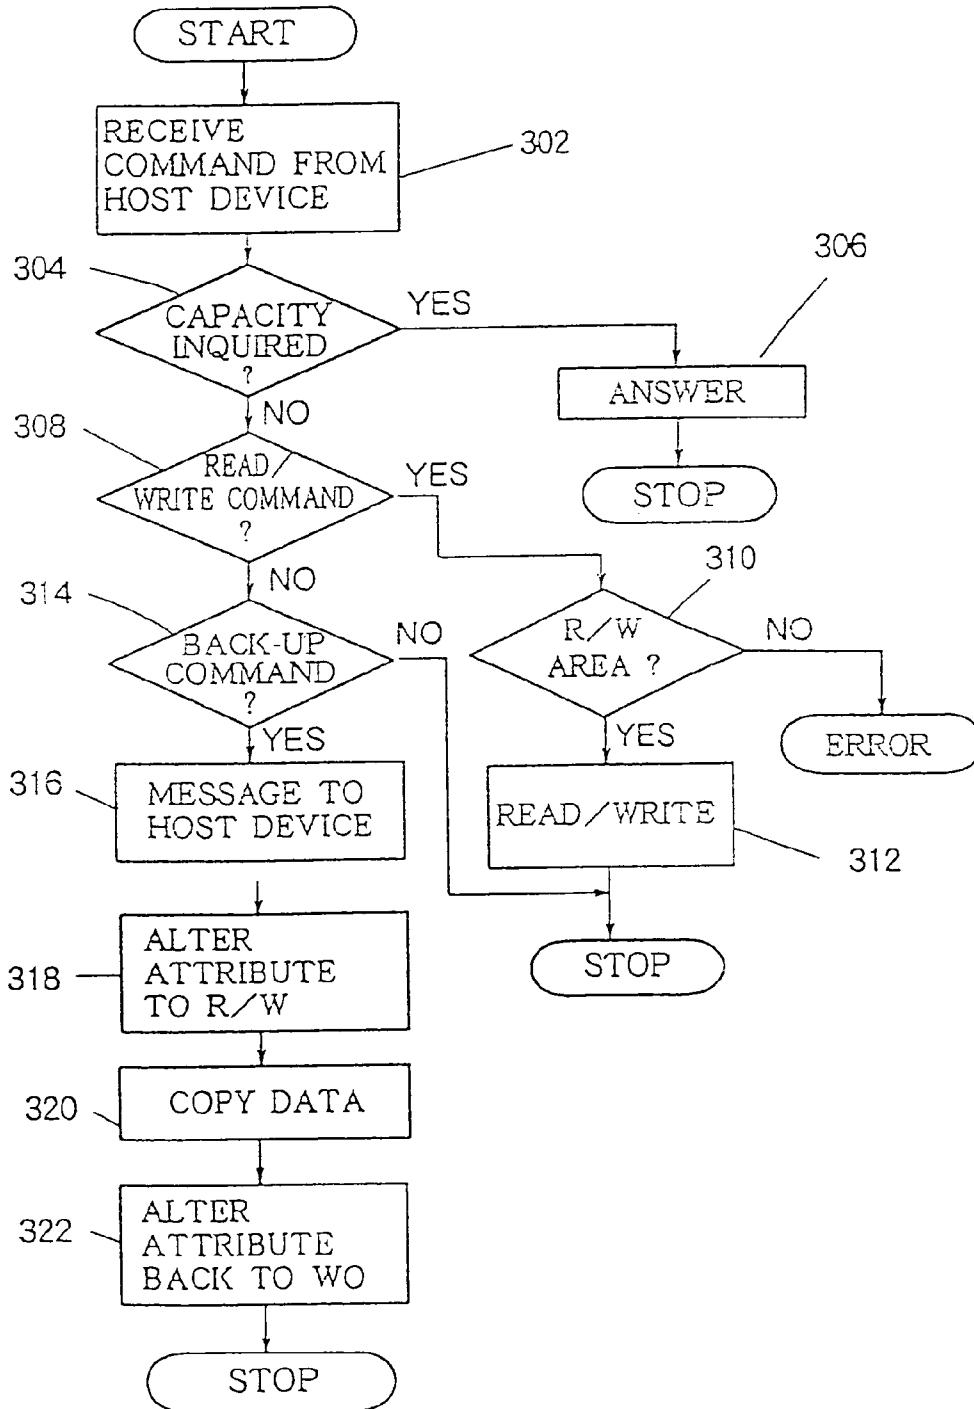 START
RECEIVE
COMMAND FROM
HOST DEVICE
302
304
CAPACITY
INQUIRED
?
YES
306
ANSWER
STOP
NO
308
READ/
WRITE COMMAND
?
YES
310
R/W
AREA ?
NO
ERROR
YES
READ/WRITE
312
STOP
NO
314
BACK-UP
COMMAND
?
NO
YES
316
MESSAGE TO
HOST DEVICE
318
ALTER
ATTRIBUTE
TO R/W
320
COPY DATA
322
ALTER
ATTRIBUTE
BACK TO WO
STOP